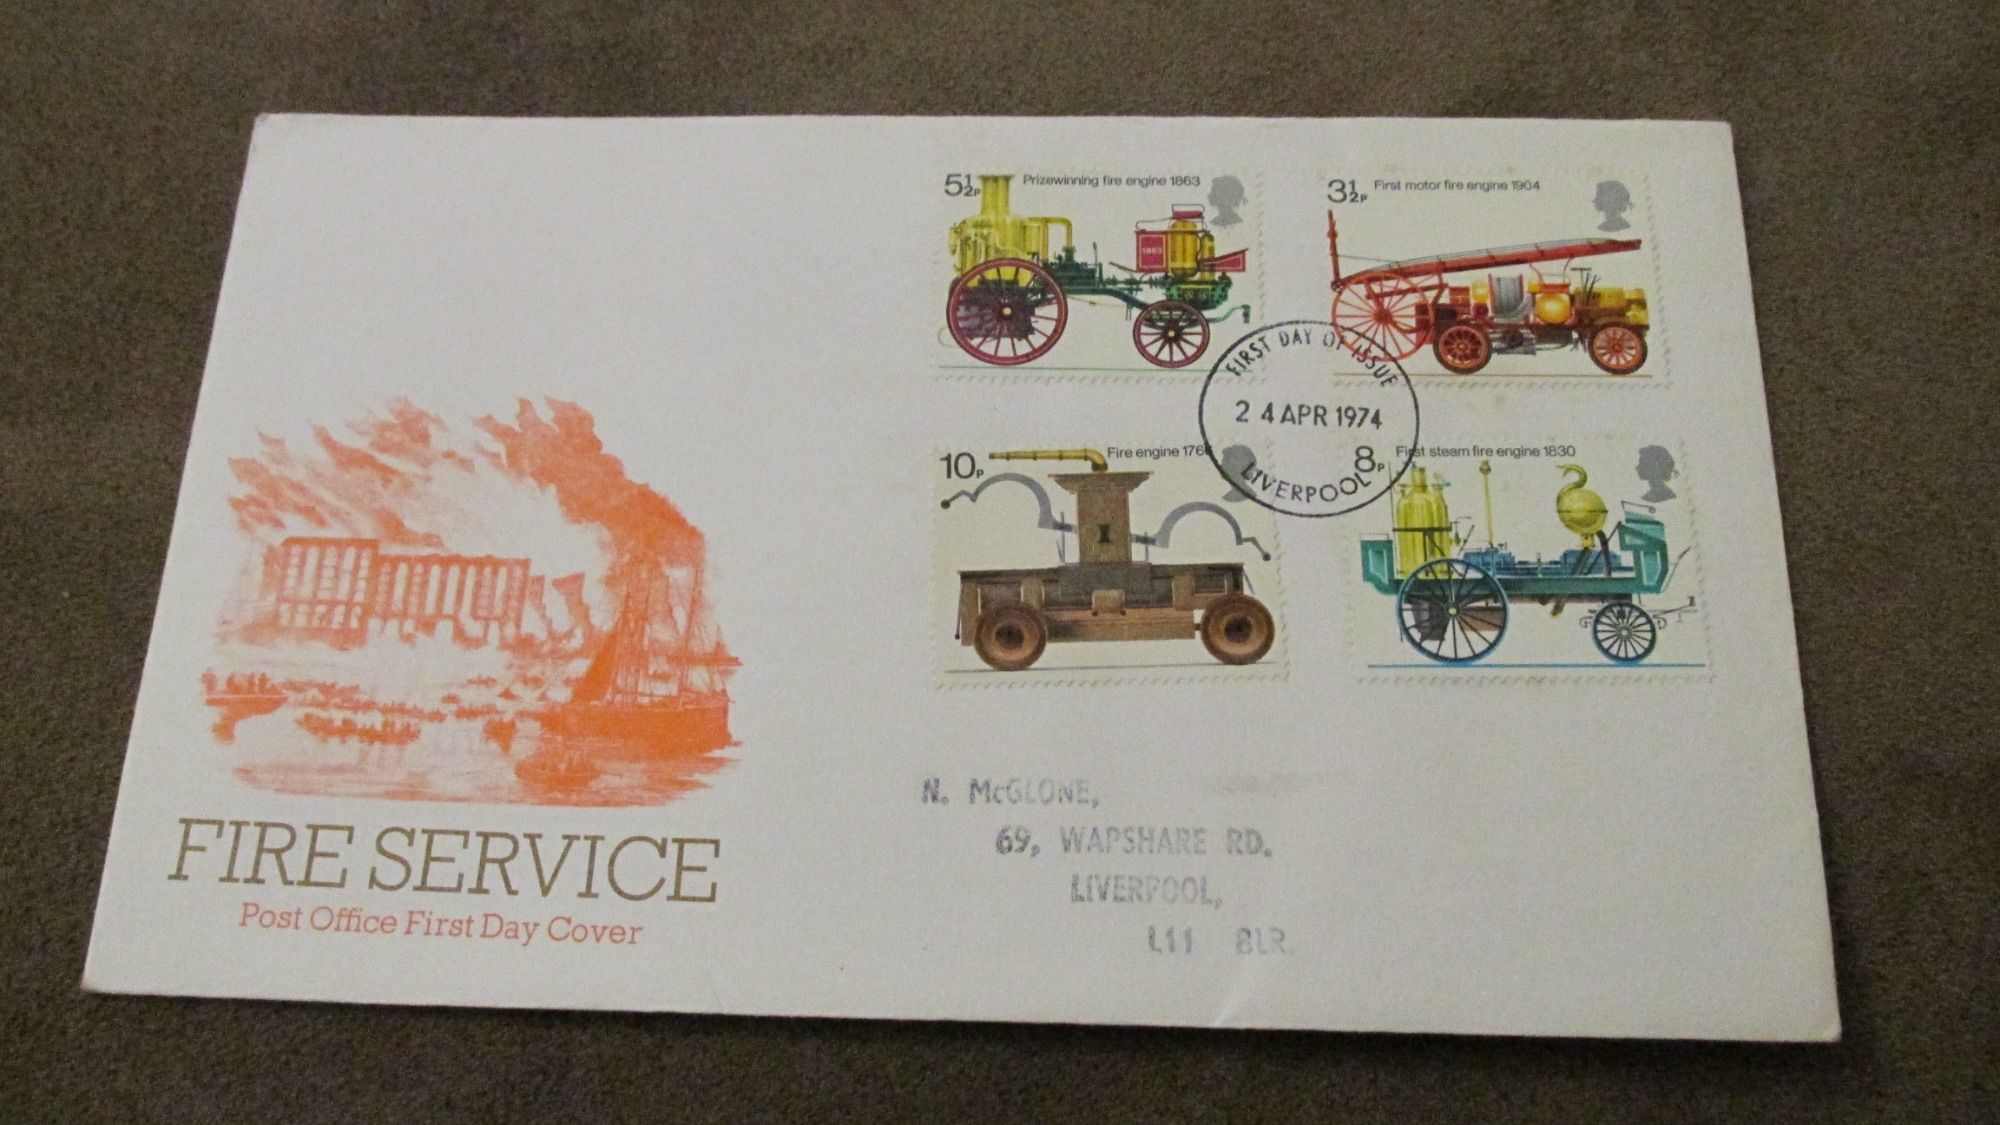 5½P Prizewinning fire engine 1863
1863
3½P First motor fire engine 1904
FIRST DAY OF ISSUE
24 APR 1974
LIVERPOOL
10P Fire engine 176
8P First steam fire engine 1830
FIRE SERVICE
Post Office First Day Cover
N. McGLONE,
69, WAPSHARE RD.
LIVERPOOL,
L11 8LR.